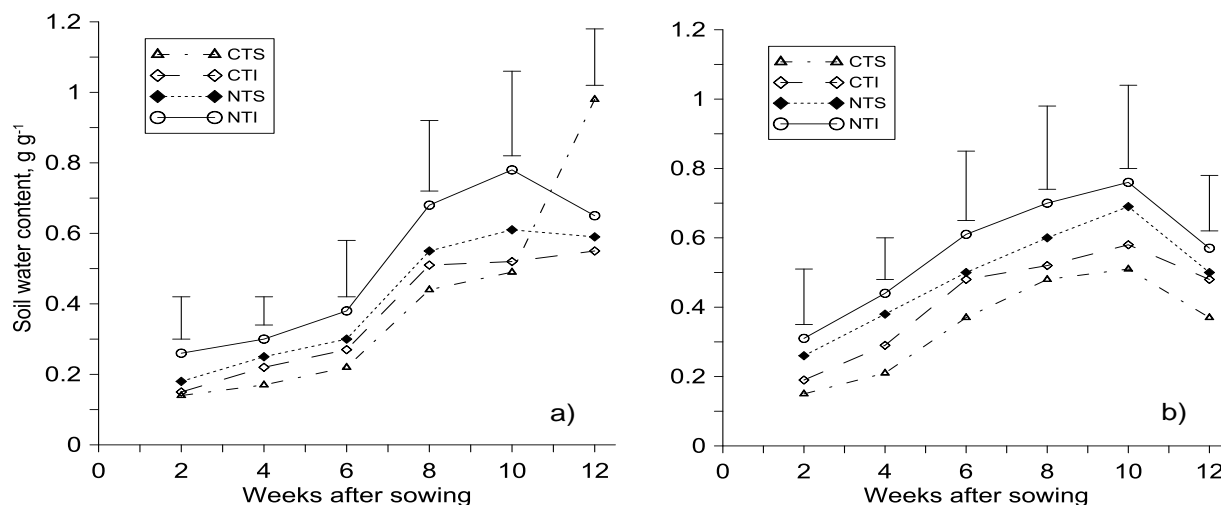 1.2
1
0.8
0.6
0.4
0.2
0
Soil water content, g g-1
CTS
CTI
NTS
NTI
a)
0 2 4 6 8 10 12
Weeks after sowing
1.2
1
0.8
0.6
0.4
0.2
0
CTS
CTI
NTS
NTI
b)
0 2 4 6 8 10 12
Weeks after sowing